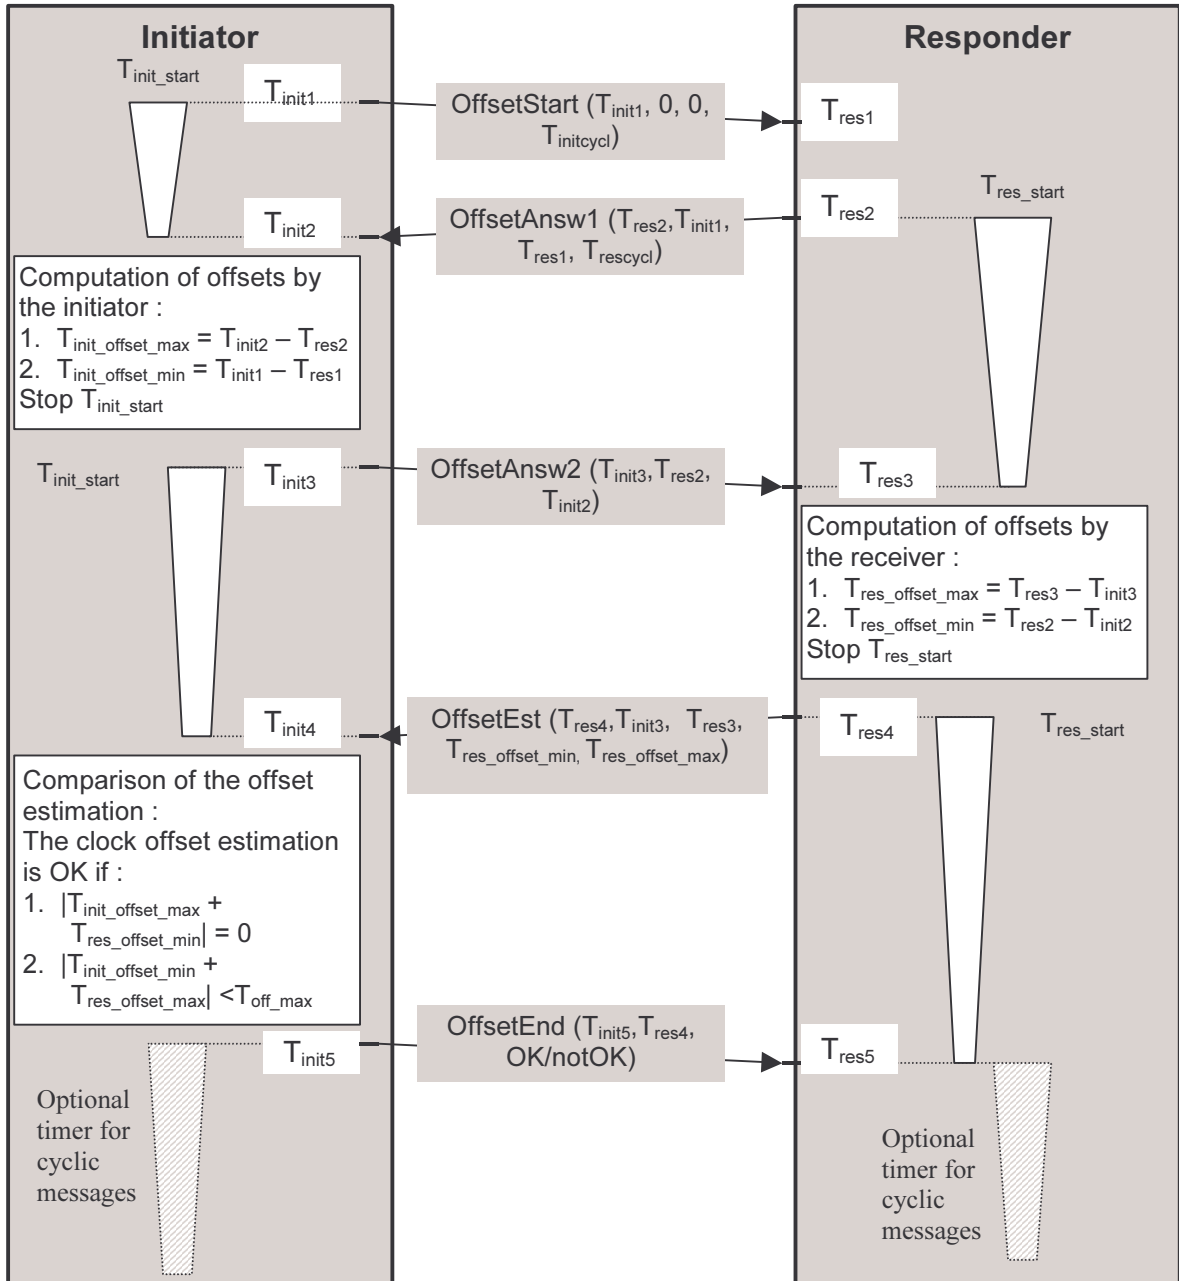 Initiator
Responder
T_init_start
T_init1
OffsetStart (T_init1, 0, 0,
T_initcycl)
T_res1
T_init2
OffsetAnsw1 (T_res2,T_init1,
T_res1, T_rescycl)
T_res2
T_res_start
Computation of offsets by
the initiator :
1. T_init_offset_max = T_init2 – T_res2
2. T_init_offset_min = T_init1 – T_res1
Stop T_init_start
T_init_start
T_init3
OffsetAnsw2 (T_init3,T_res2,
T_init2)
T_res3
Computation of offsets by
the receiver :
1. T_res_offset_max = T_res3 – T_init3
2. T_res_offset_min = T_res2 – T_init2
Stop T_res_start
T_init4
OffsetEst (T_res4,T_init3, T_res3,
T_res_offset_min, T_res_offset_max)
T_res4
T_res_start
Comparison of the offset
estimation :
The clock offset estimation
is OK if :
1. |T_init_offset_max +
T_res_offset_min| = 0
2. |T_init_offset_min +
T_res_offset_max| <T_off_max
T_init5
OffsetEnd (T_init5,T_res4,
OK/notOK)
T_res5
Optional
timer for
cyclic
messages
Optional
timer for
cyclic
messages